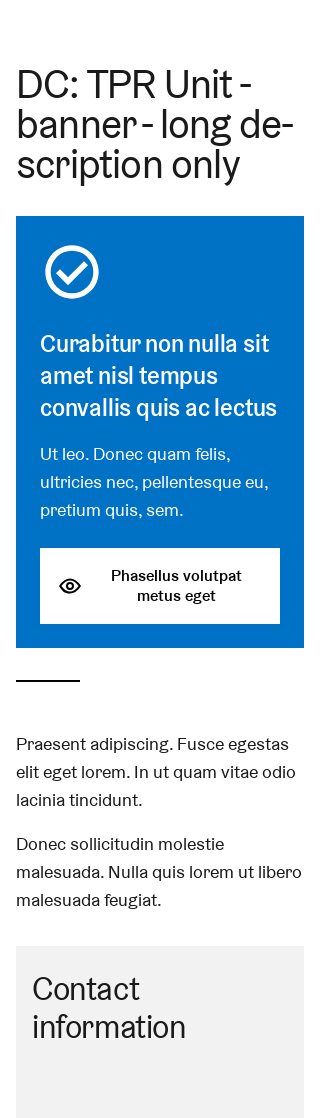 DC: TPR Unit -
banner - long de-
scription only
Curabitur non nulla sit
amet nisl tempus
convallis quis ac lectus
Ut leo. Donec quam felis,
ultricies nec, pellentesque eu,
pretium quis, sem.
Phasellus volutpat
metus eget
Praesent adipiscing. Fusce egestas
elit eget lorem. In ut quam vitae odio
lacinia tincidunt.
Donec sollicitudin molestie
malesuada. Nulla quis lorem ut libero
malesuada feugiat.
Contact
information